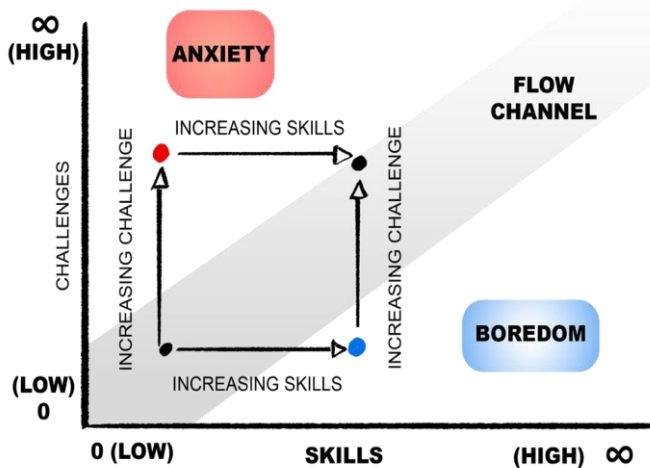 ∞
(HIGH)
ANXIETY
FLOW
CHANNEL
INCREASING SKILLS
CHALLENGES
INCREASING CHALLENGE
INCREASING CHALLENGE
BOREDOM
INCREASING SKILLS
(LOW)
0
0 (LOW)
SKILLS
(HIGH) ∞